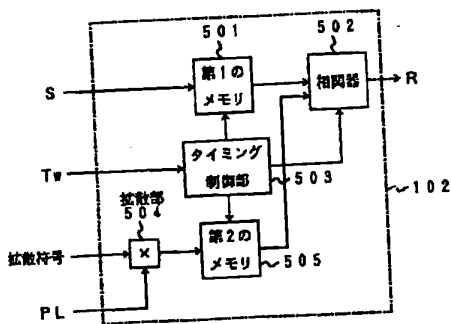 501
502
第1の
メモリ
相関器
S
R
タイミング
制御部
Tw
503
102
拡散部
504
第2の
メモリ
拡散符号
×
505
PL